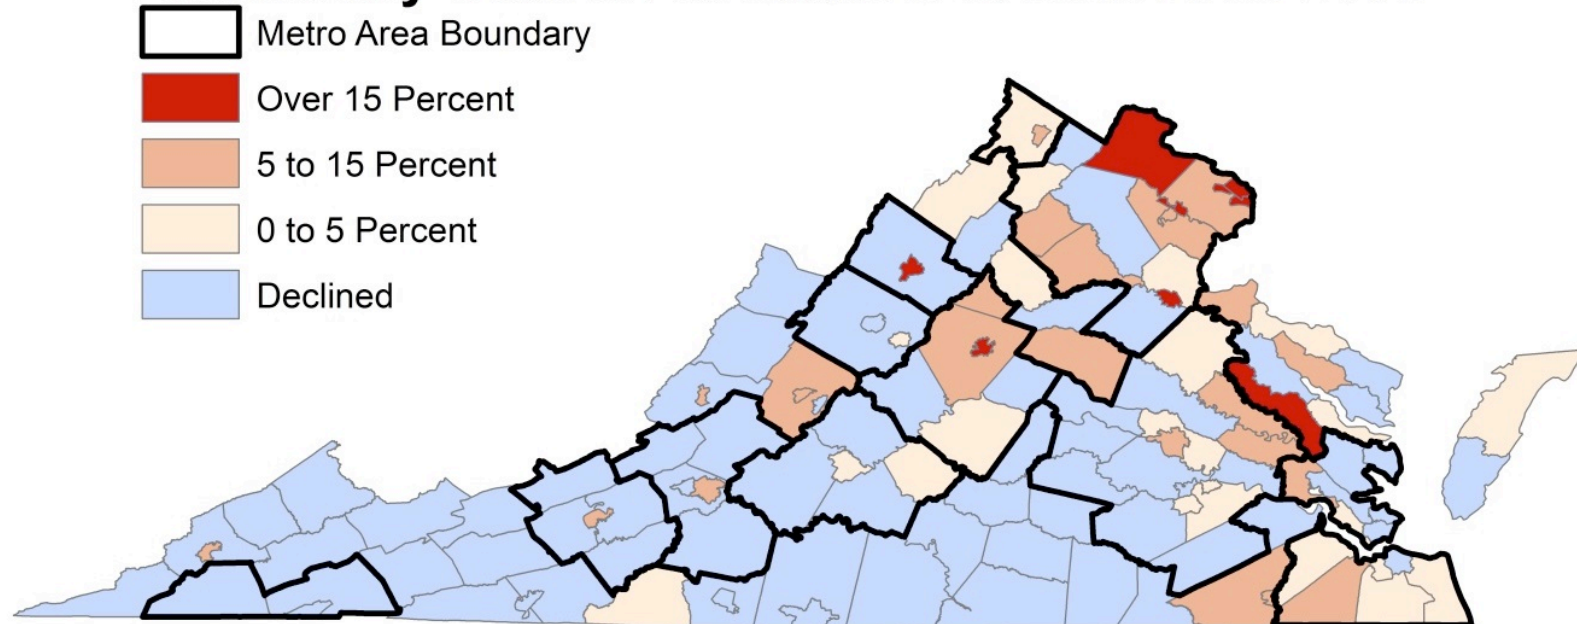 Metro Area Boundary
Over 15 Percent
5 to 15 Percent
0 to 5 Percent
Declined